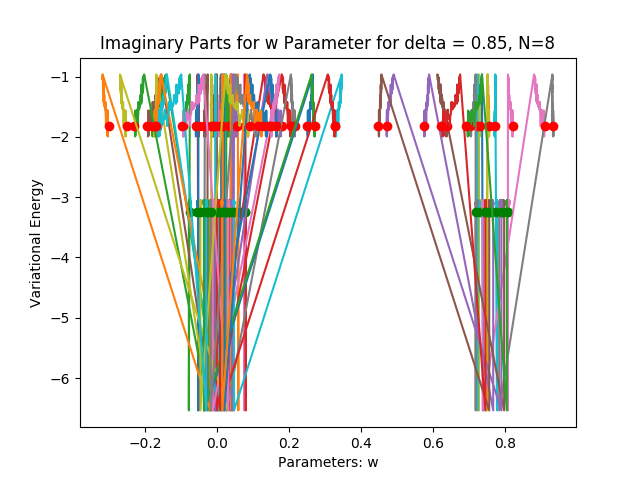 Imaginary Parts for w Parameter for delta = 0.85, N=8
−1
−2
−3
−4
−5
−6
Variational Energy
−0.2 0.0 0.2 0.4 0.6 0.8
Parameters: w